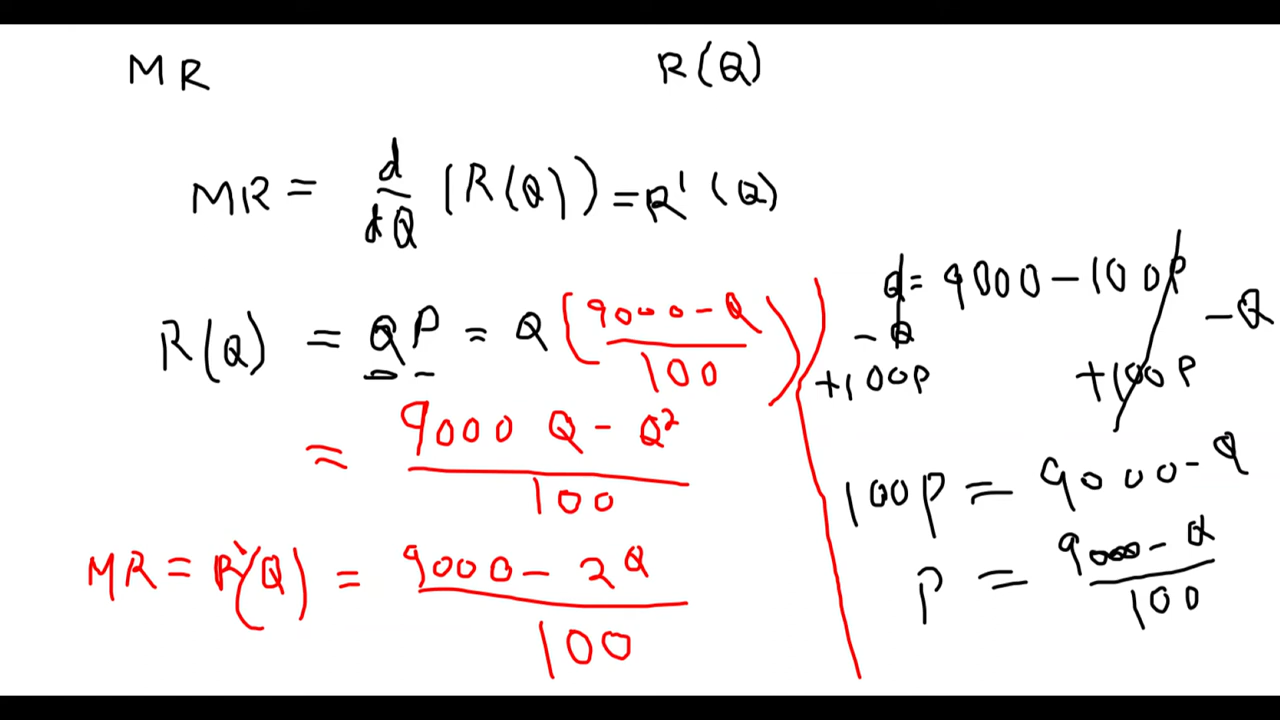 MR R(Q)
MR = d/dQ (R(Q)) = R'(Q)
R(Q) = QP = Q (9000 - Q / 100)
= 9000 Q - Q² / 100
MR = R'(Q) = 9000 - 2Q / 100
Q = 9000 - 100P
- Q - Q
+100P +100P
100P = 9000 - Q
P = 9000 - Q / 100